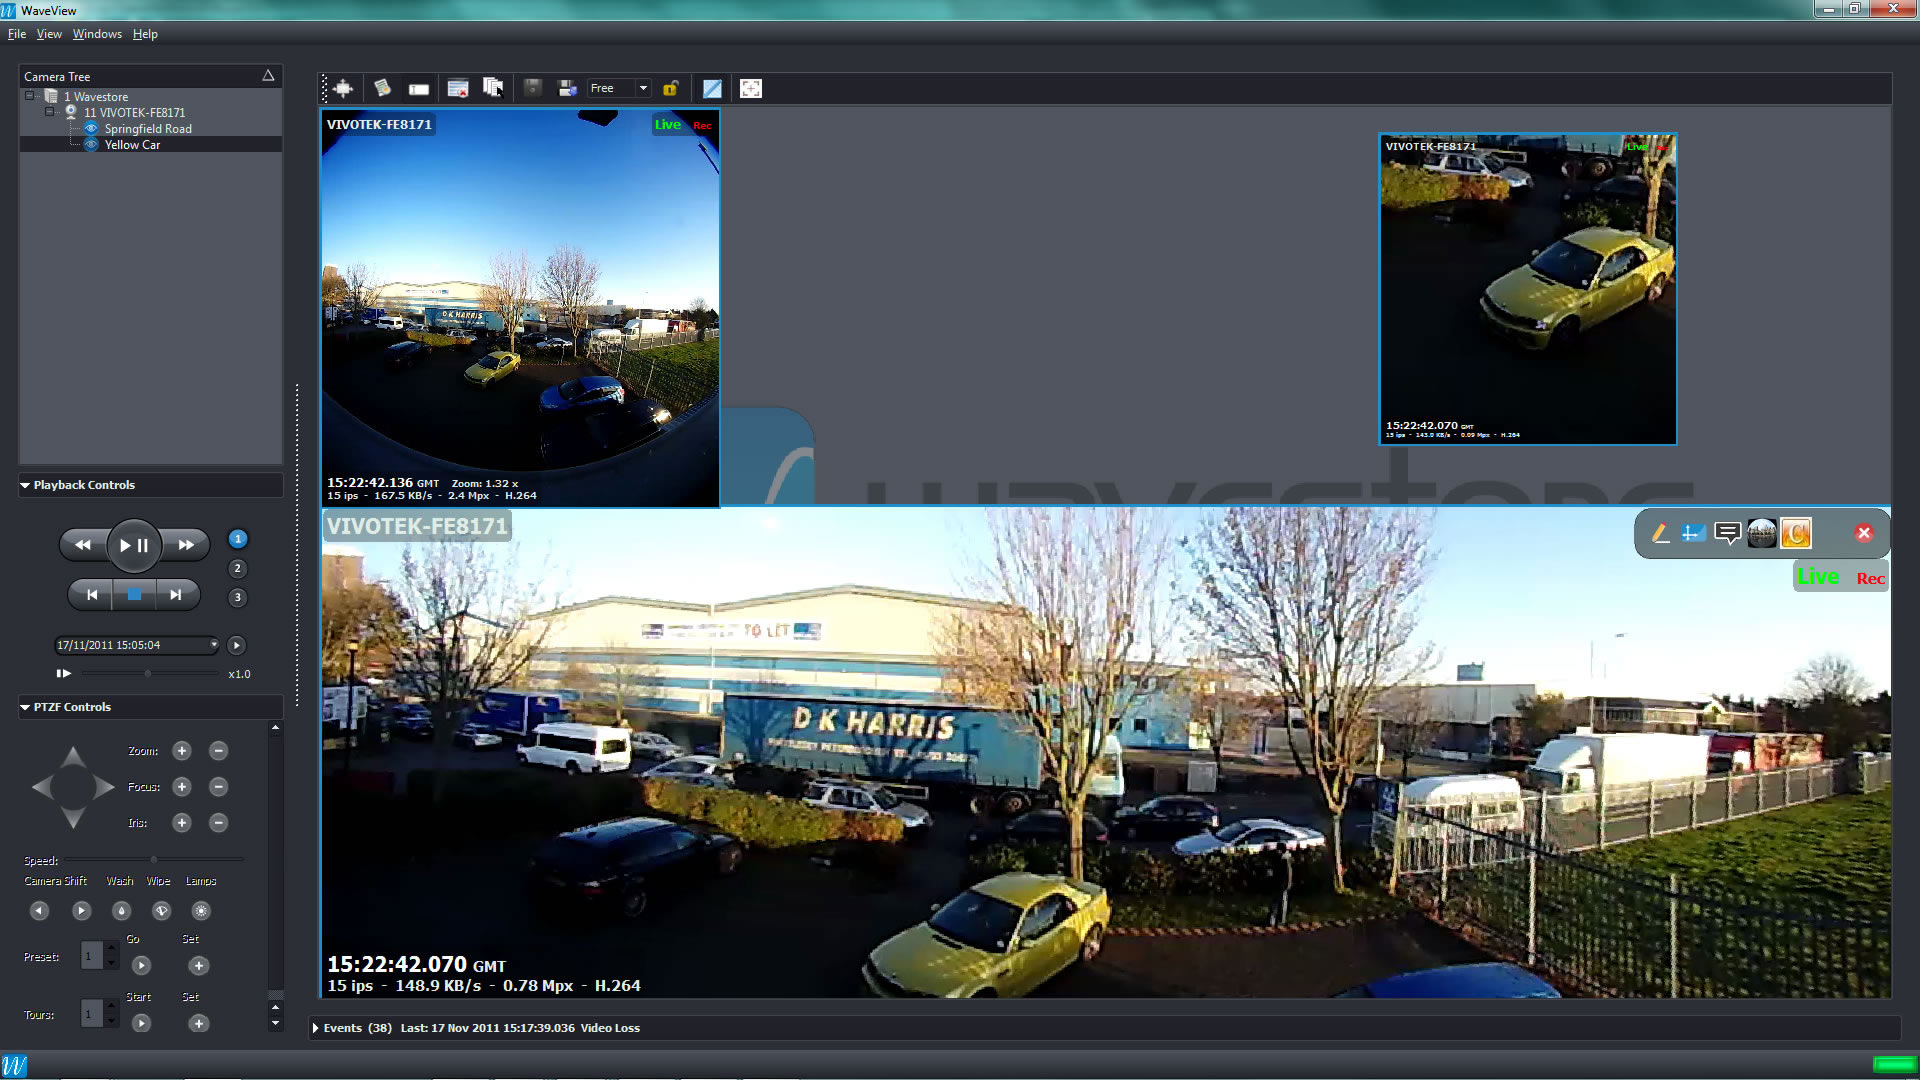 WaveView
File View Windows Help
Camera Tree
1 Wavestore
11 VIVOTEK-FE8171
Springfield Road
Yellow Car
Free
VIVOTEK-FE8171 Live Rec
D K HARRIS
15:22:42.136 GMT Zoom: 1.32 x
15 ips - 167.5 KB/s - 2.4 Mpx - H.264
VIVOTEK-FE8171 Live
15:22:42.070 GMT
15 ips - 143.0 KB/s - 0.09 Mpx - H.264
wavestore
Playback Controls
1
2
3
17/11/2011 15:05:04
x1.0
PTZF Controls
Zoom:
Focus:
Iris:
Speed:
Camera Shift Wash Wipe Lamps
Go Set
Preset: 1
Start Set
Tours: 1
VIVOTEK-FE8171
C
Live Rec
TO LET
D K HARRIS
15:22:42.070 GMT
15 ips - 148.9 KB/s - 0.78 Mpx - H.264
Events (38) Last: 17 Nov 2011 15:17:39.036 Video Loss
W